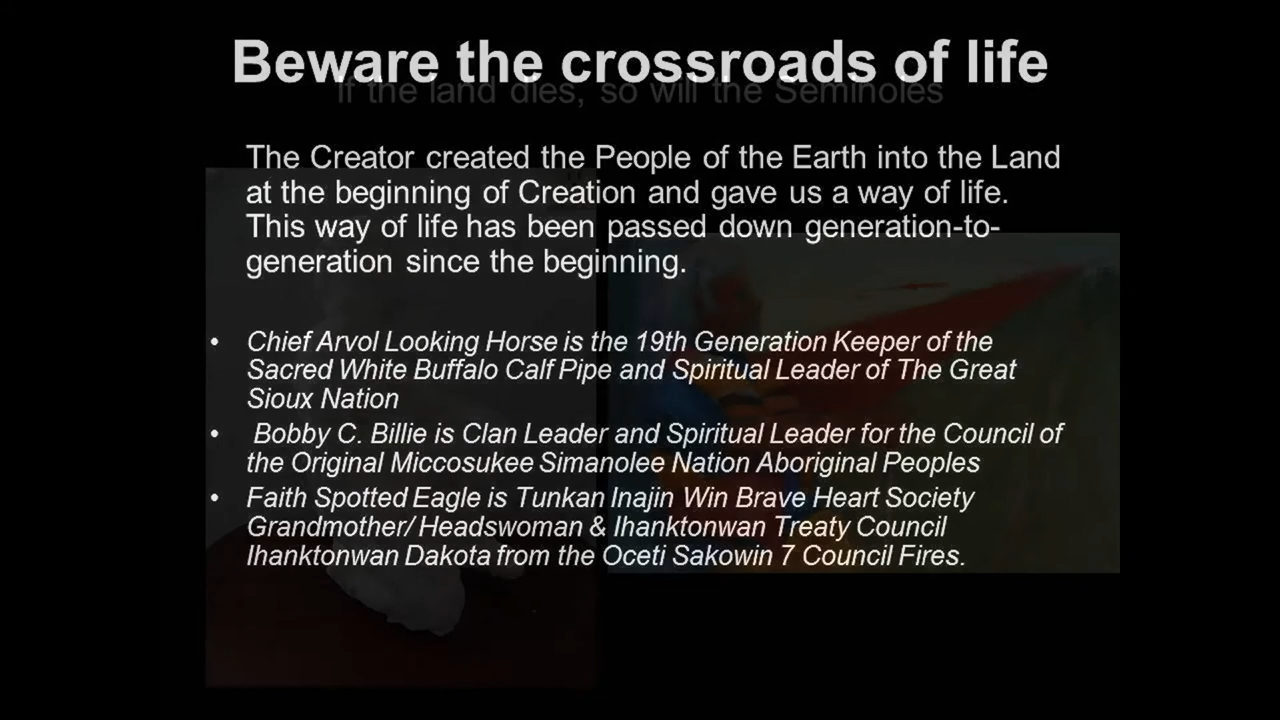 Beware the crossroads of life
If the land dies, so will the Seminoles
The Creator created the People of the Earth into the Land
at the beginning of Creation and gave us a way of life.
This way of life has been passed down generation-to-
generation since the beginning.
• Chief Arvol Looking Horse is the 19th Generation Keeper of the
Sacred White Buffalo Calf Pipe and Spiritual Leader of The Great
Sioux Nation
• Bobby C. Billie is Clan Leader and Spiritual Leader for the Council of
the Original Miccosukee Simanolee Nation Aboriginal Peoples
• Faith Spotted Eagle is Tunkan Inajin Win Brave Heart Society
Grandmother/ Headswoman & Ihanktonwan Treaty Council
Ihanktonwan Dakota from the Oceti Sakowin 7 Council Fires.